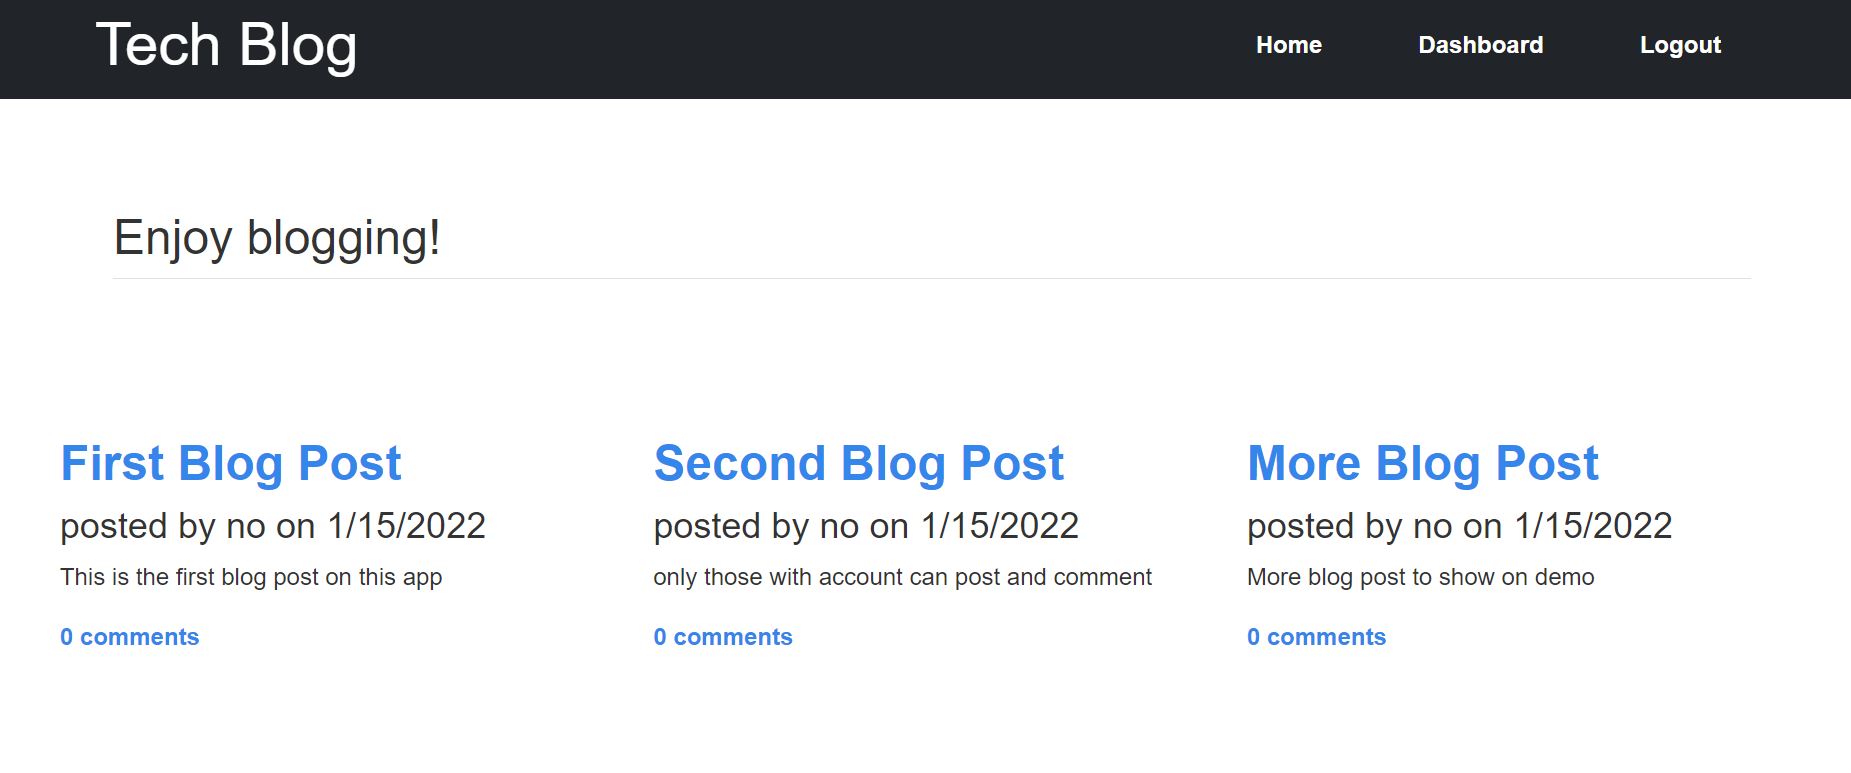 Tech Blog
Home Dashboard Logout
Enjoy blogging!
First Blog Post
posted by no on 1/15/2022
This is the first blog post on this app
0 comments
Second Blog Post
posted by no on 1/15/2022
only those with account can post and comment
0 comments
More Blog Post
posted by no on 1/15/2022
More blog post to show on demo
0 comments